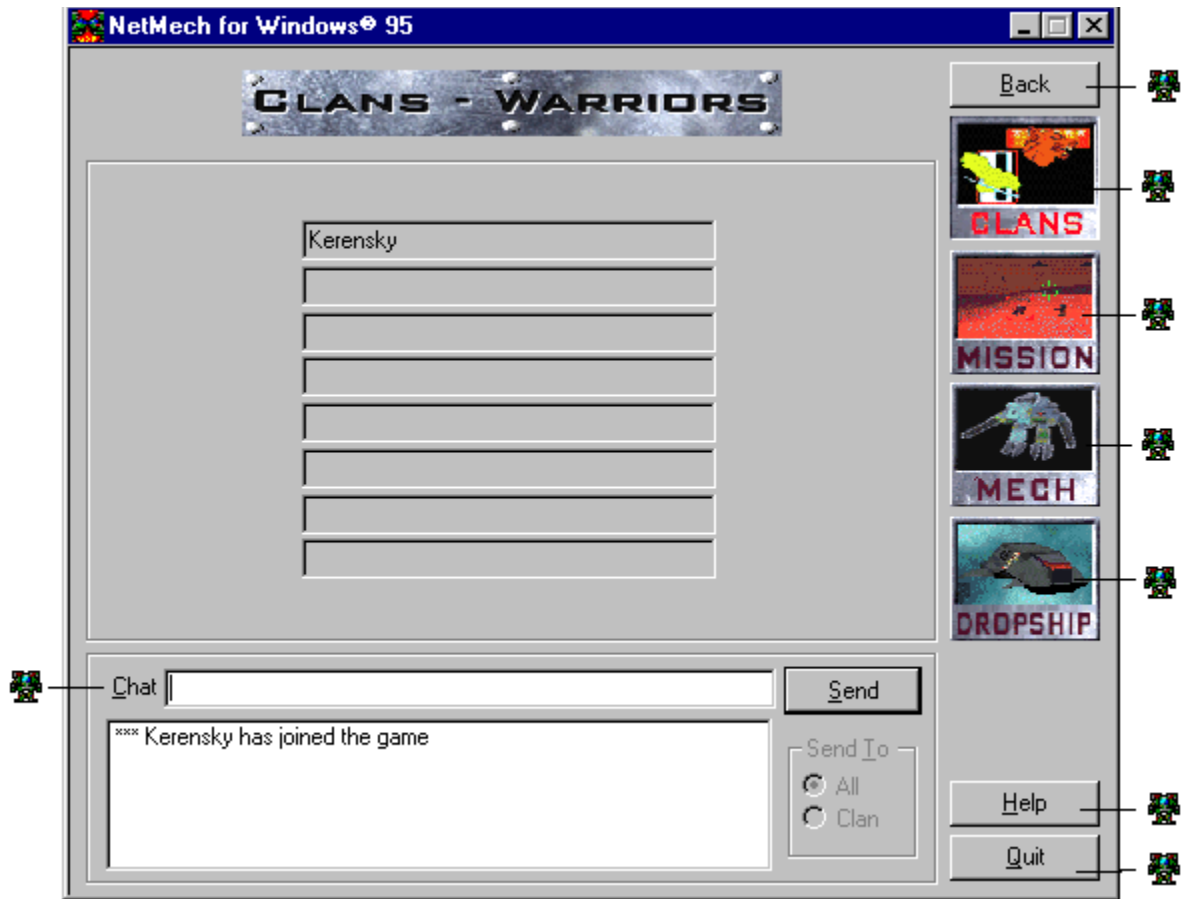 NetMech for Windows® 95
CLANS - WARRIORS
Back
CLANS
Kerensky
MISSION
MECH
DROPSHIP
Chat
Send
*** Kerensky has joined the game
Send To
All
Clan
Help
Quit